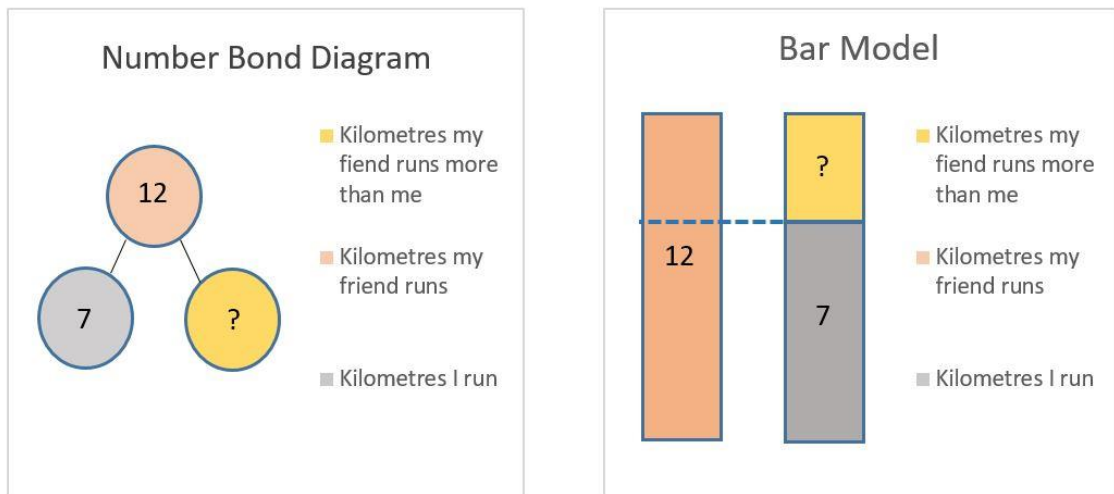 Number Bond Diagram
12
7
?
Kilometres my
fiend runs more
than me
Kilometres my
friend runs
Kilometres I run
Bar Model
12
?
7
Kilometres my
fiend runs more
than me
Kilometres my
friend runs
Kilometres I run